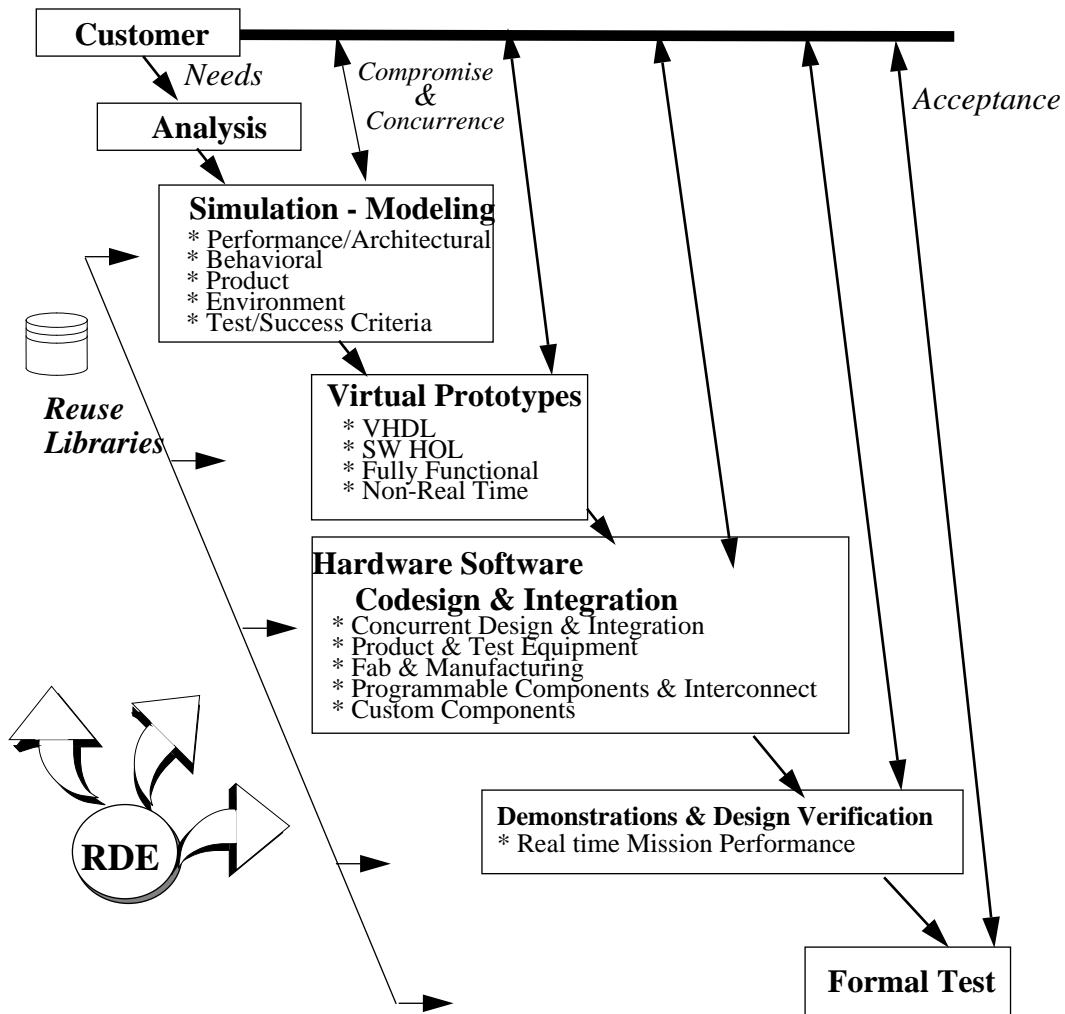 Customer
Needs
Compromise
&
Concurrence
Acceptance
Analysis
Simulation - Modeling
* Performance/Architectural
* Behavioral
* Product
* Environment
* Test/Success Criteria
Reuse
Libraries
Virtual Prototypes
* VHDL
* SW HOL
* Fully Functional
* Non-Real Time
Hardware Software
Codesign & Integration
* Concurrent Design & Integration
* Product & Test Equipment
* Fab & Manufacturing
* Programmable Components & Interconnect
* Custom Components
RDE
Demonstrations & Design Verification
* Real time Mission Performance
Formal Test